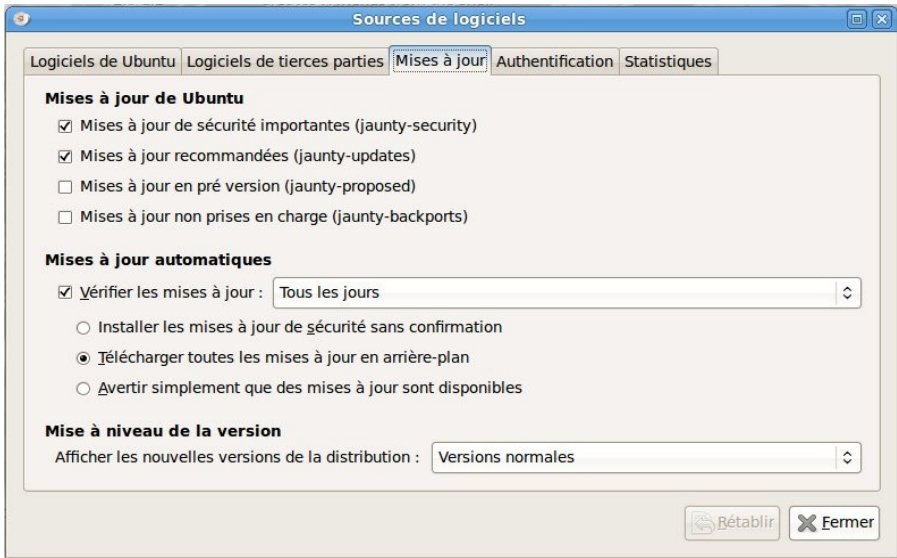 Sources de logiciels
Logiciels de Ubuntu Logiciels de tierces parties Mises à jour Authentification Statistiques
Mises à jour de Ubuntu
Mises à jour de sécurité importantes (jaunty-security)
Mises à jour recommandées (jaunty-updates)
Mises à jour en pré version (jaunty-proposed)
Mises à jour non prises en charge (jaunty-backports)
Mises à jour automatiques
Vérifier les mises à jour : Tous les jours
Installer les mises à jour de sécurité sans confirmation
Télécharger toutes les mises à jour en arrière-plan
Avertir simplement que des mises à jour sont disponibles
Mise à niveau de la version
Afficher les nouvelles versions de la distribution : Versions normales
Rétablir Fermer